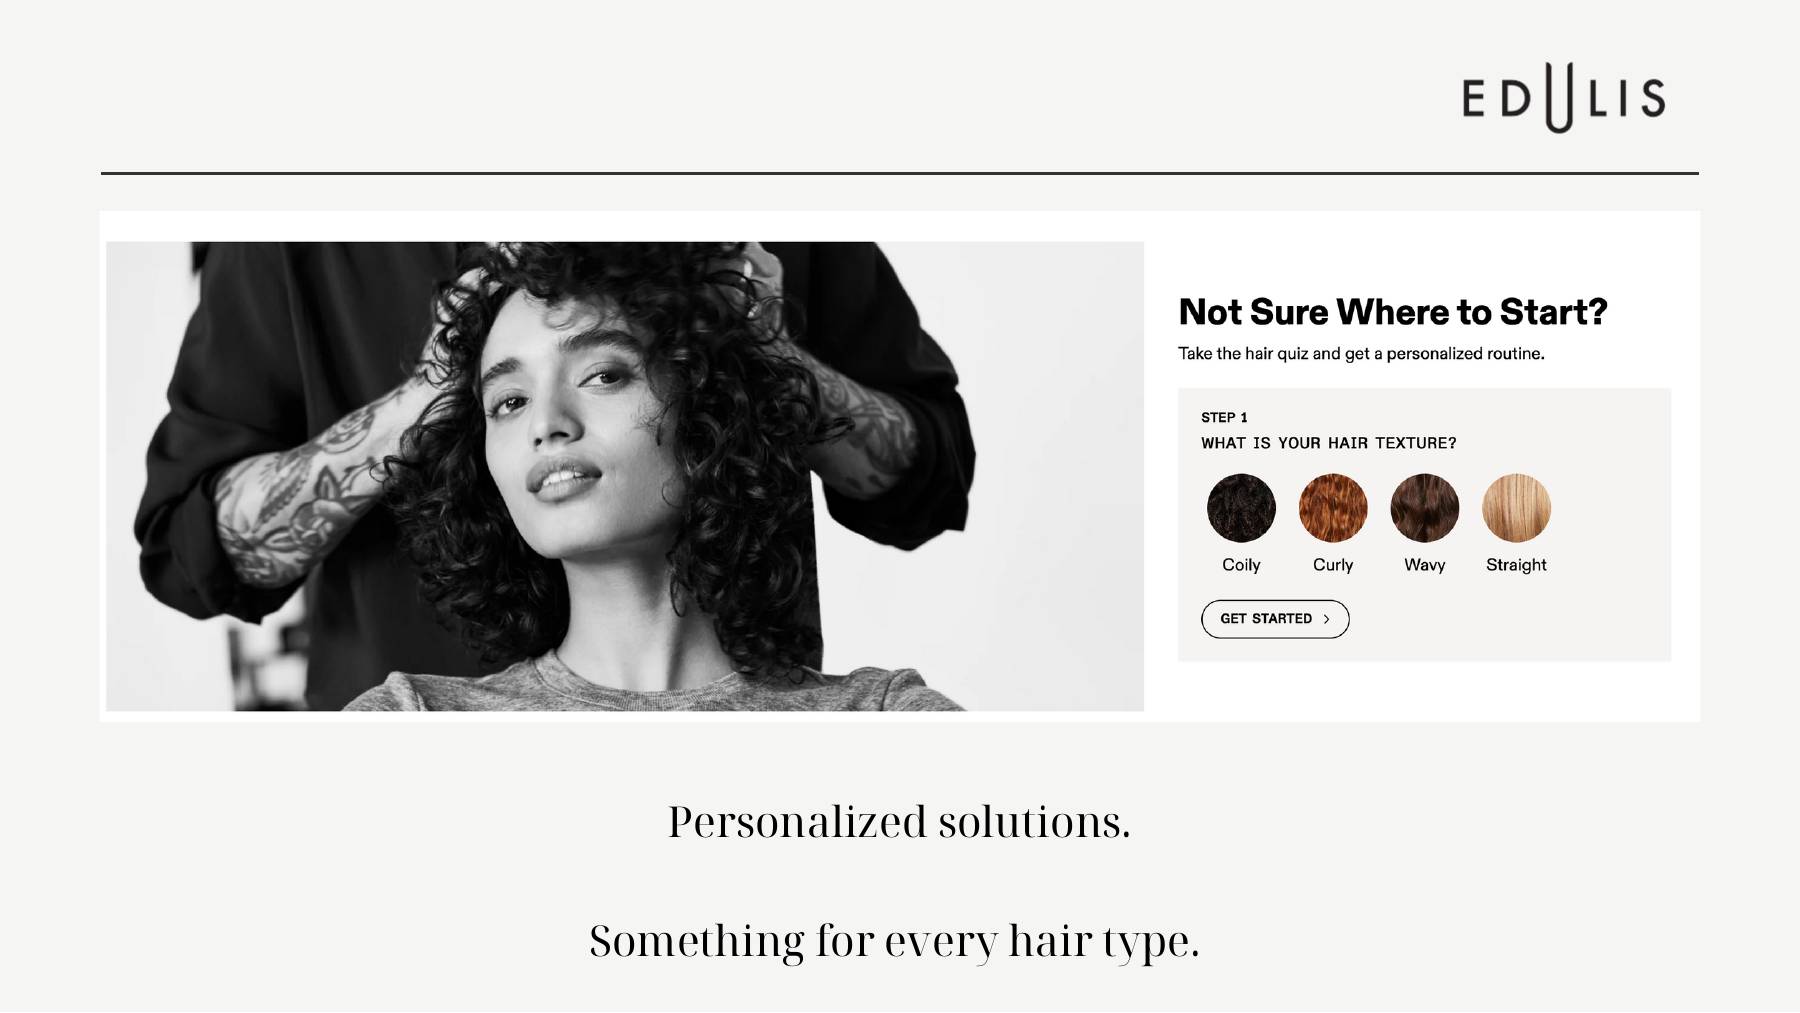 EDULIS
Not Sure Where to Start?
Take the hair quiz and get a personalized routine.
STEP 1
WHAT IS YOUR HAIR TEXTURE?
Coily Curly Wavy Straight
GET STARTED >
Personalized solutions.
Something for every hair type.